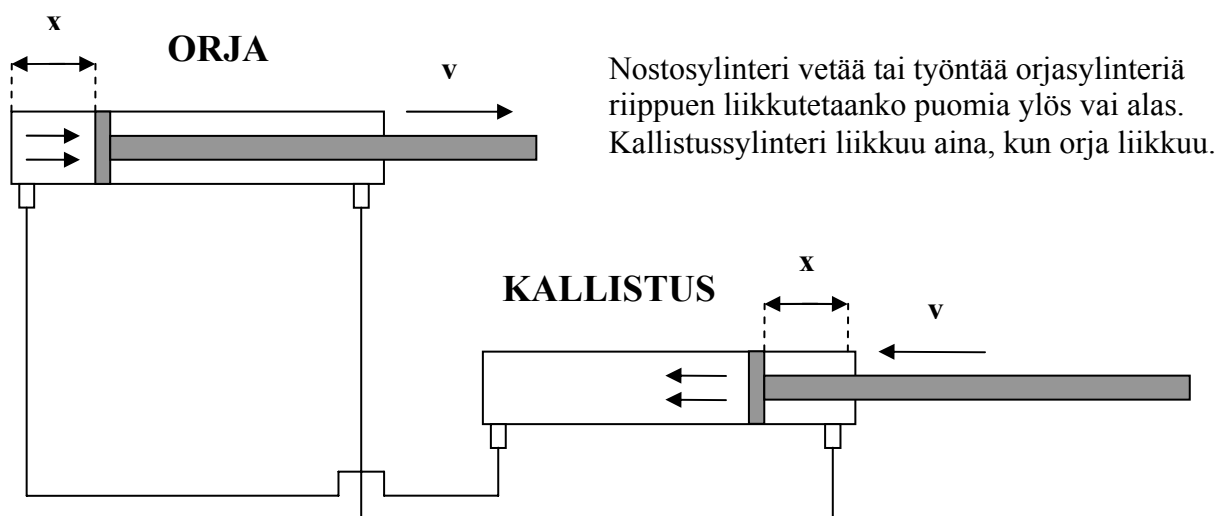 x
ORJA
v
Nostosylinteri vetää tai työntää orjasylinteriä
riippuen liikkutetaanko puomia ylös vai alas.
Kallistussylinteri liikkuu aina, kun orja liikkuu.
x
KALLISTUS
v